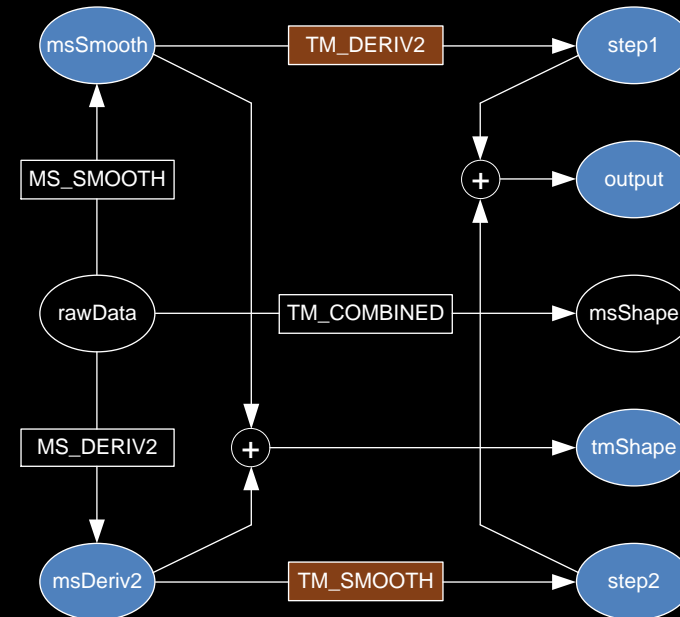 msSmooth
TM_DERIV2
step1
MS_SMOOTH
+
output
rawData
TM_COMBINED
msShape
MS_DERIV2
+
tmShape
msDeriv2
TM_SMOOTH
step2